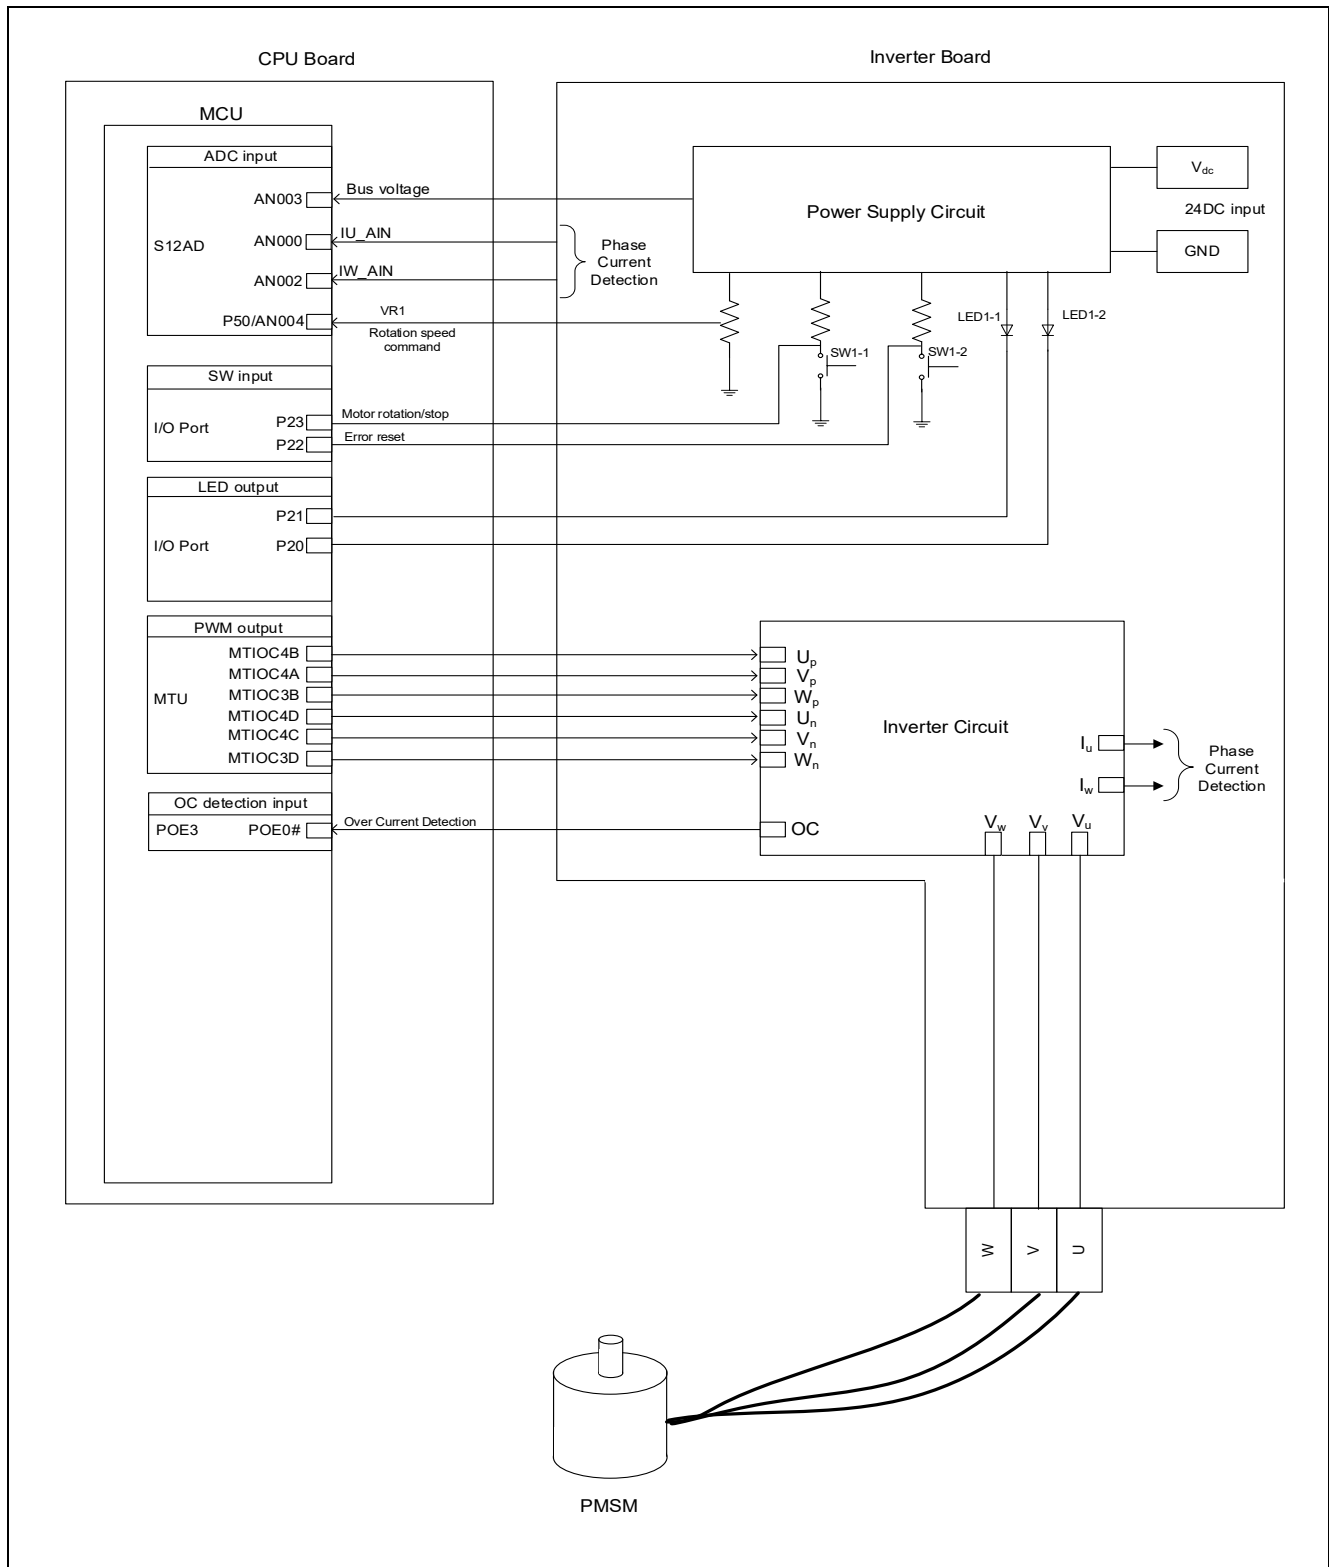 CPU Board
Inverter Board
MCU
ADC input
AN003
Bus voltage
S12AD
AN000
IU_AIN
AN002
IW_AIN
Phase
Current
Detection
P50/AN004
VR1
Rotation speed
command
Power Supply Circuit
Vdc
24DC input
GND
SW1-1
SW1-2
LED1-1
LED1-2
SW input
I/O Port
P23
Motor rotation/stop
P22
Error reset
LED output
P21
I/O Port
P20
PWM output
MTU
MTIOC4B
MTIOC4A
MTIOC3B
MTIOC4D
MTIOC4C
MTIOC3D
Up
Vp
Wp
Un
Vn
Wn
Inverter Circuit
Iu
Iw
Phase
Current
Detection
OC detection input
POE3
POE0#
Over Current Detection
OC
Vw
Vv
Vu
W
V
U
PMSM